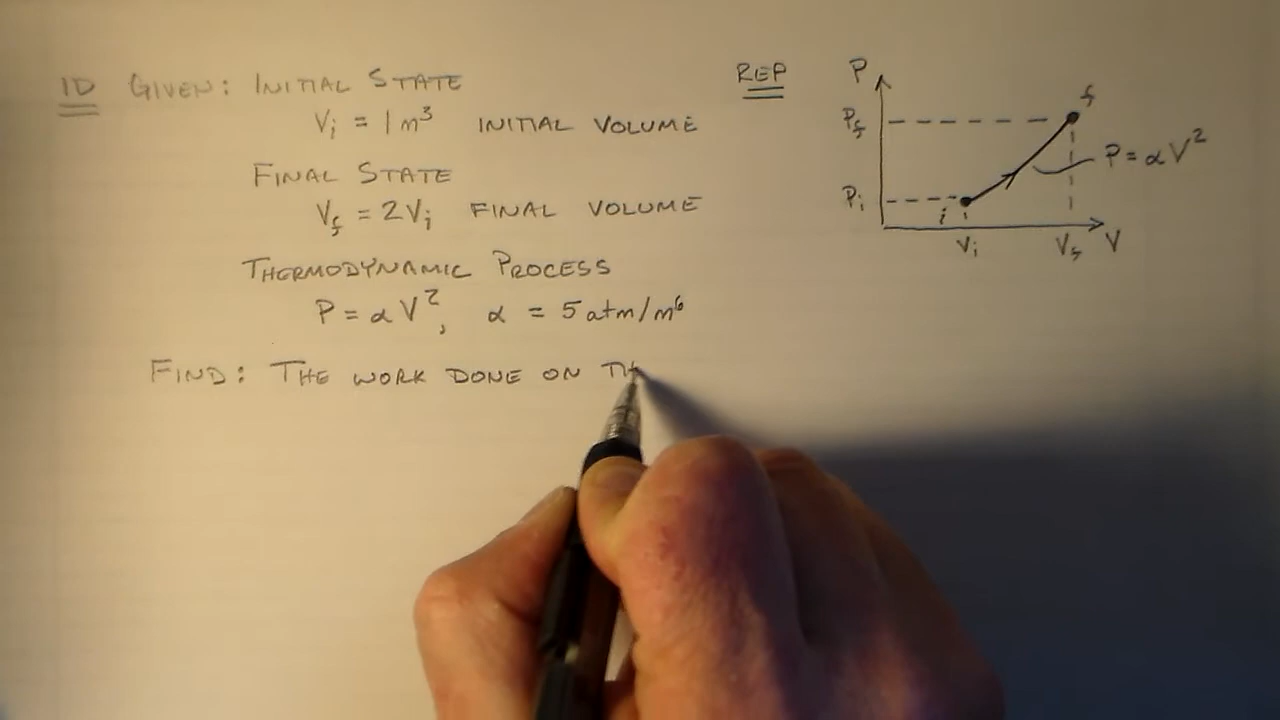 ID GIVEN: INITIAL STATE
Vi = 1 m³ INITIAL VOLUME
FINAL STATE
Vf = 2Vi FINAL VOLUME
THERMODYNAMIC PROCESS
P = αV², α = 5 atm/m⁶
FIND: THE WORK DONE ON TH
REP
P
f
Pf
P = αV²
Pi
i
Vi Vf V